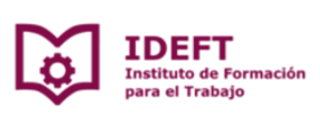 IDEFT
Instituto de Formación
para el Trabajo